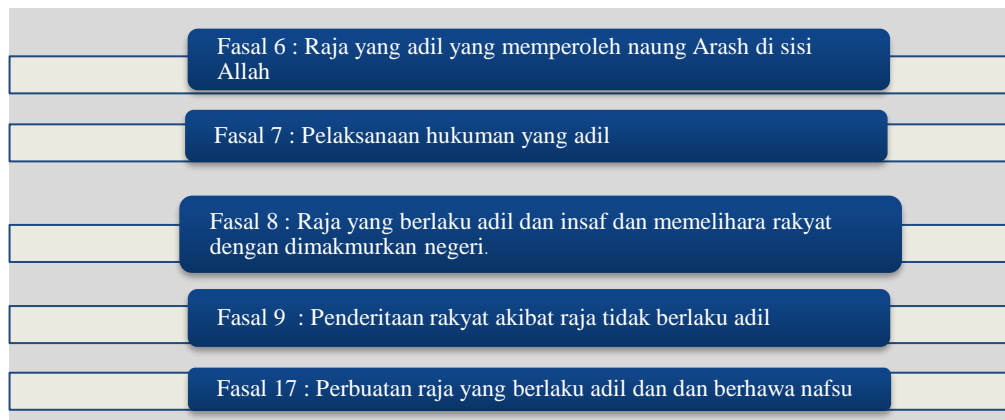 Fasal 6 : Raja yang adil yang memperoleh naung Arash di sisi
Allah
Fasal 7 : Pelaksanaan hukuman yang adil
Fasal 8 : Raja yang berlaku adil dan insaf dan memelihara rakyat
dengan dimakmurkan negeri.
Fasal 9  : Penderitaan rakyat akibat raja tidak berlaku adil
Fasal 17 : Perbuatan raja yang berlaku adil dan dan berhawa nafsu